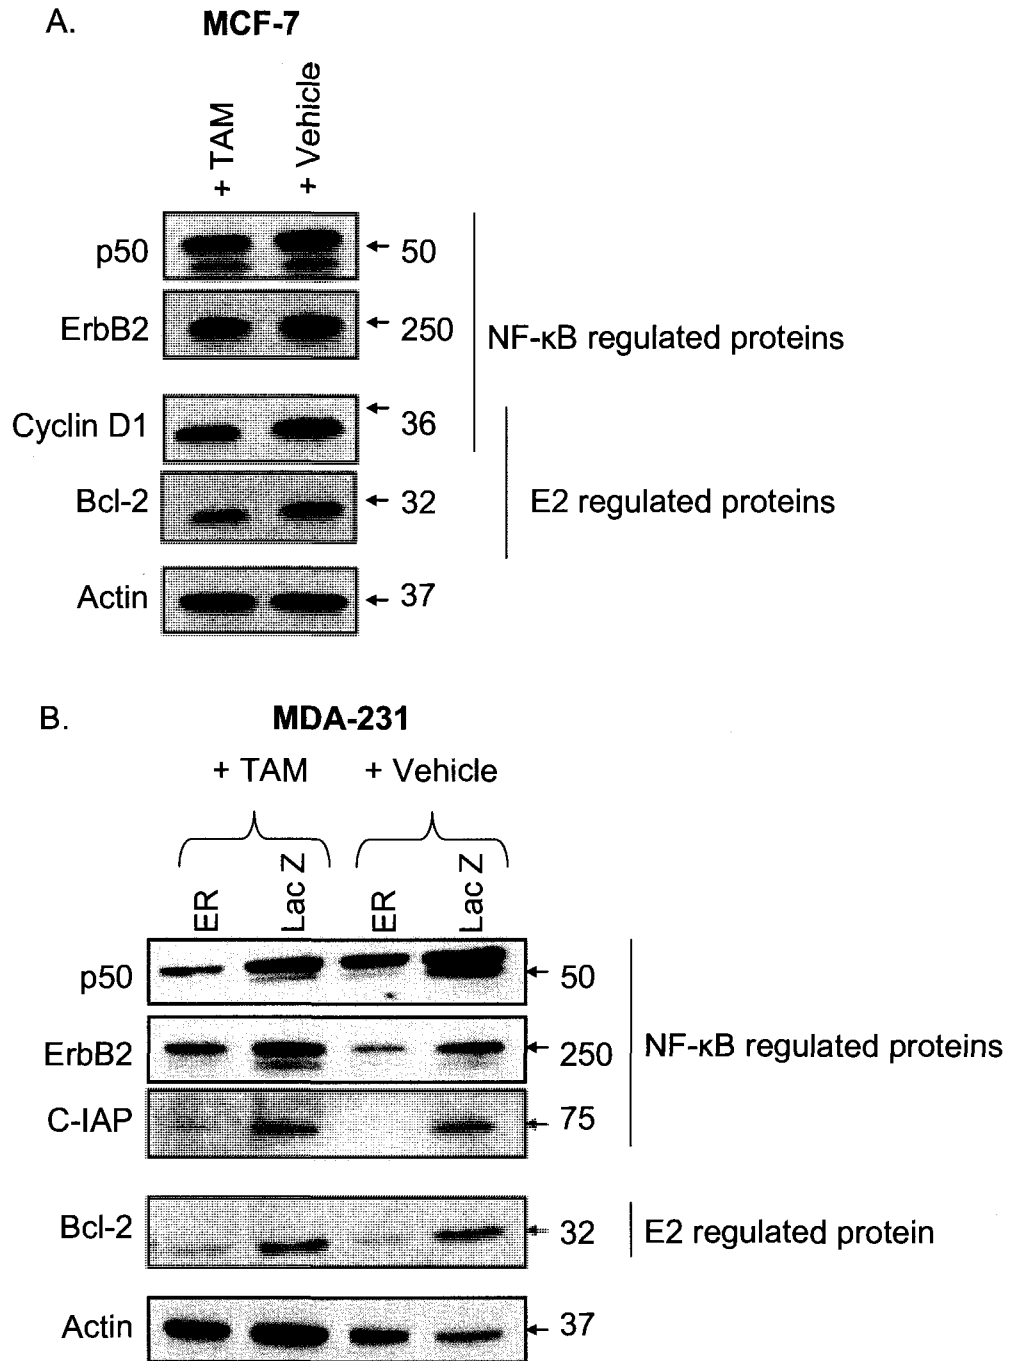 A.
MCF-7
+ TAM
+ Vehicle
p50
50
ErbB2
250
NF-κB regulated proteins
Cyclin D1
36
Bcl-2
32
E2 regulated proteins
Actin
37
B.
MDA-231
+ TAM
+ Vehicle
ER
Lac Z
ER
Lac Z
p50
50
ErbB2
250
NF-κB regulated proteins
C-IAP
75
Bcl-2
32
E2 regulated protein
Actin
37